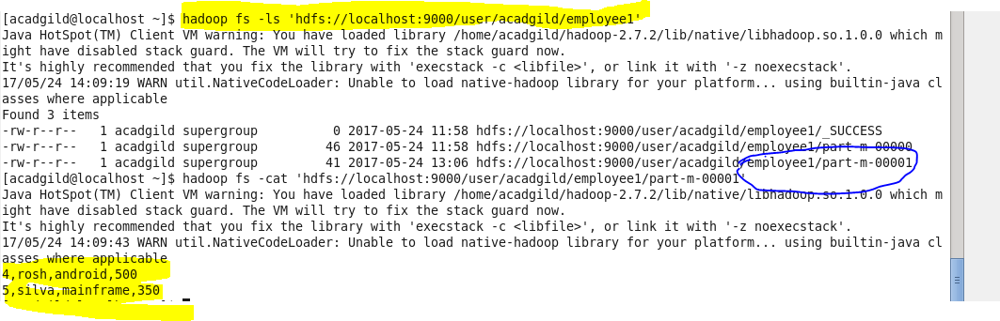 [acadgild@localhost ~]$ hadoop fs -ls 'hdfs://localhost:9000/user/acadgild/employee1'
Java HotSpot(TM) Client VM warning: You have loaded library /home/acadgild/hadoop-2.7.2/lib/native/libhadoop.so.1.0.0 which m
ight have disabled stack guard. The VM will try to fix the stack guard now.
It's highly recommended that you fix the library with 'execstack -c <libfile>', or link it with '-z noexecstack'.
17/05/24 14:09:19 WARN util.NativeCodeLoader: Unable to load native-hadoop library for your platform... using builtin-java cl
asses where applicable
Found 3 items
-rw-r--r--   1 acadgild supergroup          0 2017-05-24 11:58 hdfs://localhost:9000/user/acadgild/employee1/_SUCCESS
-rw-r--r--   1 acadgild supergroup         46 2017-05-24 11:58 hdfs://localhost:9000/user/acadgild/employee1/part-m-00000
-rw-r--r--   1 acadgild supergroup         41 2017-05-24 13:06 hdfs://localhost:9000/user/acadgild/employee1/part-m-00001
[acadgild@localhost ~]$ hadoop fs -cat 'hdfs://localhost:9000/user/acadgild/employee1/part-m-00001'
Java HotSpot(TM) Client VM warning: You have loaded library /home/acadgild/hadoop-2.7.2/lib/native/libhadoop.so.1.0.0 which m
ight have disabled stack guard. The VM will try to fix the stack guard now.
It's highly recommended that you fix the library with 'execstack -c <libfile>', or link it with '-z noexecstack'.
17/05/24 14:09:43 WARN util.NativeCodeLoader: Unable to load native-hadoop library for your platform... using builtin-java cl
asses where applicable
4,rosh,android,500
5,silva,mainframe,350